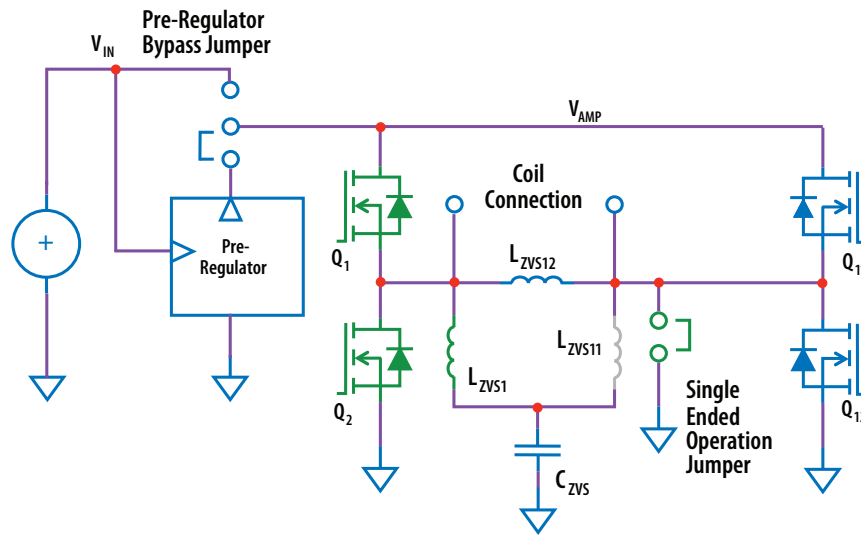 Pre-Regulator
Bypass Jumper
VIN
VAMP
Coil
Connection
+
Pre-
Regulator
Q1
LZVS12
Q1
LZVS1
LZVS11
Q2
Single
Ended
Operation
Jumper
CZVS